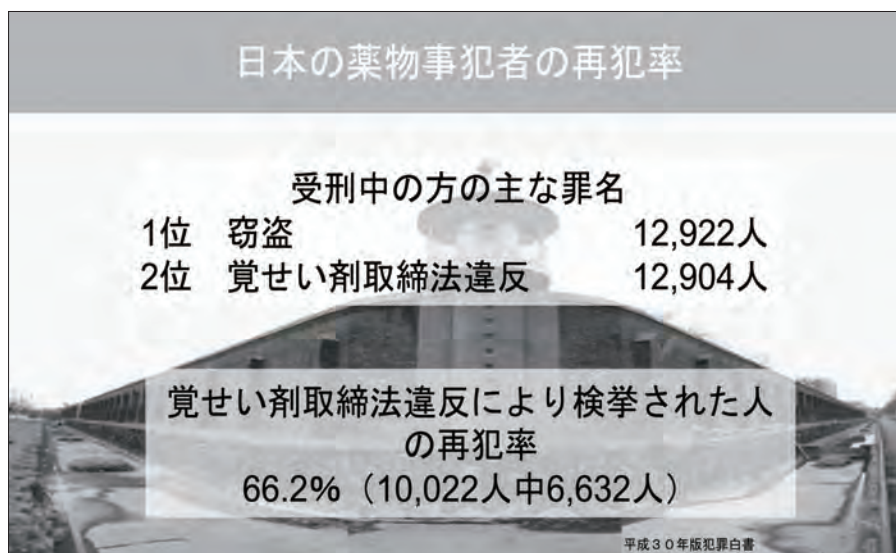 日本の薬物事犯者の再犯率
受刑中の方の主な罪名
1位 窃盗 12,922人
2位 覚せい剤取締法違反 12,904人
覚せい剤取締法違反により検挙された人
の再犯率
66.2%（10,022人中6,632人）
平成30年版犯罪白書